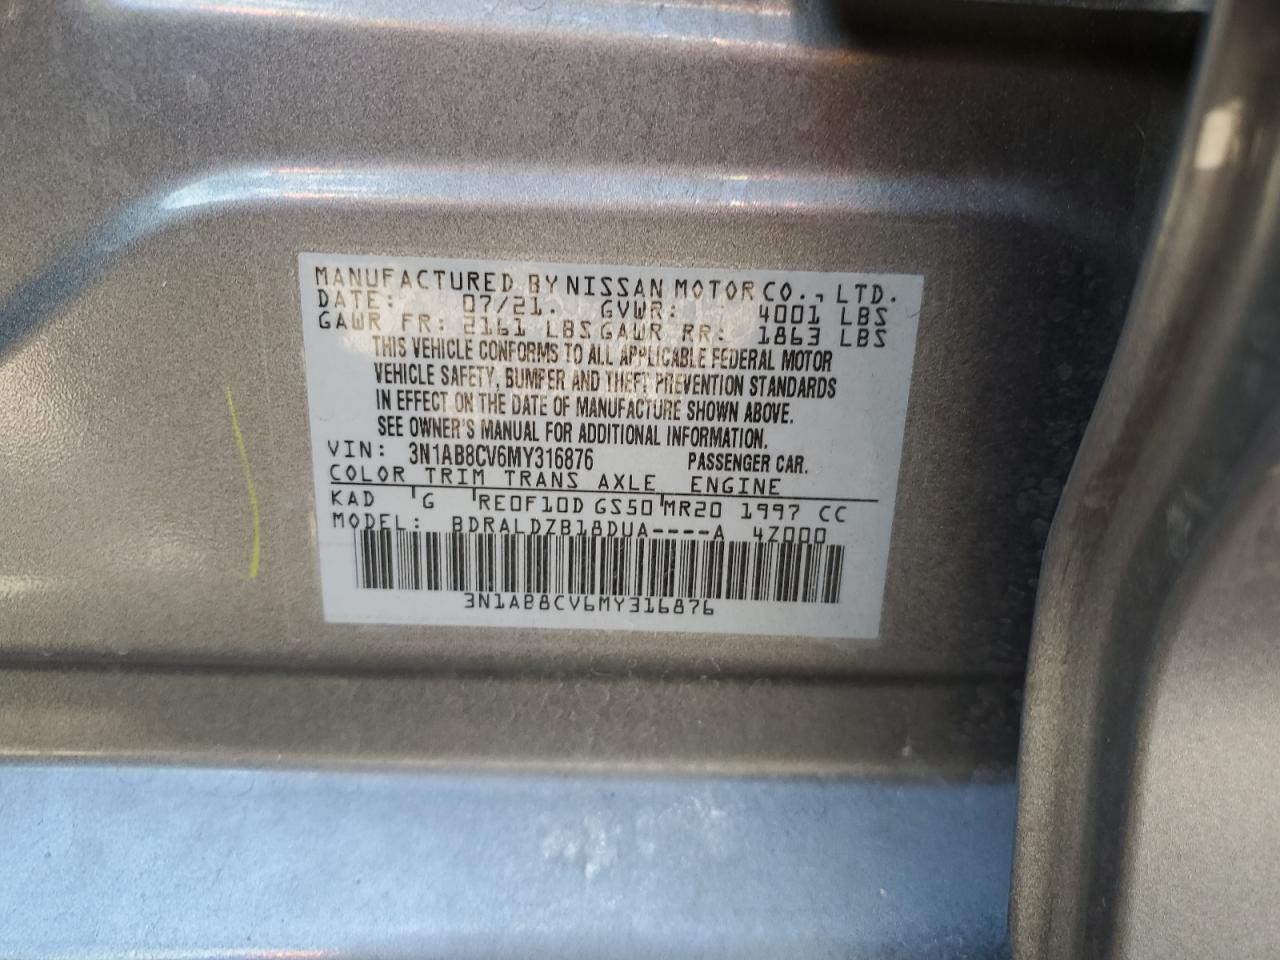 MANUFACTURED BY NISSAN MOTOR CO., LTD.
DATE: 07/21. GVWR: 4001 LBS
GAWR FR: 2161 LBS GAWR RR: 1863 LBS
THIS VEHICLE CONFORMS TO ALL APPLICABLE FEDERAL MOTOR
VEHICLE SAFETY, BUMPER AND THEFT PREVENTION STANDARDS
IN EFFECT ON THE DATE OF MANUFACTURE SHOWN ABOVE.
SEE OWNER'S MANUAL FOR ADDITIONAL INFORMATION.
VIN: 3N1AB8CV6MY316876 PASSENGER CAR.
COLOR TRIM TRANS AXLE ENGINE
KAD G RE0F10D GS50 MR20 1997 CC
MODEL: BDRALDZB18DUA----A 4Z000
3N1AB8CV6MY316876